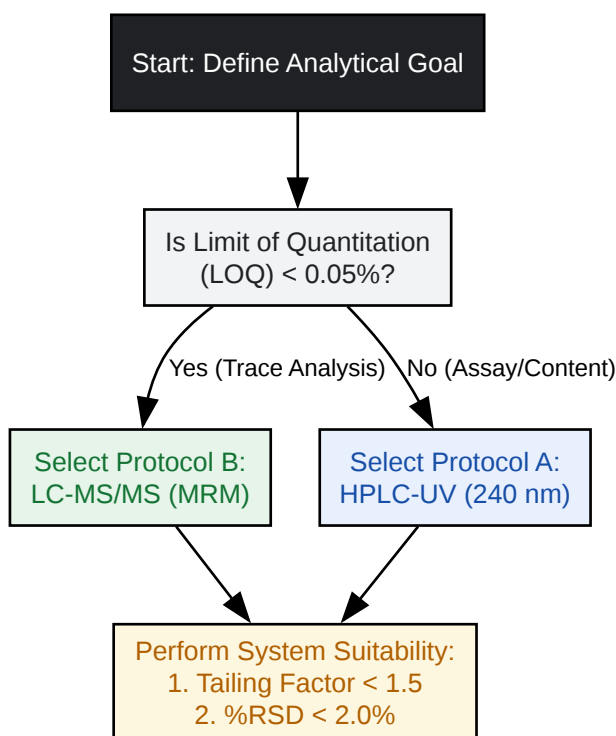 Start: Define Analytical Goal
Is Limit of Quantitation
(LOQ) < 0.05%?
Yes (Trace Analysis)
No (Assay/Content)
Select Protocol B:
LC-MS/MS (MRM)
Select Protocol A:
HPLC-UV (240 nm)
Perform System Suitability:
1. Tailing Factor < 1.5
2. %RSD < 2.0%